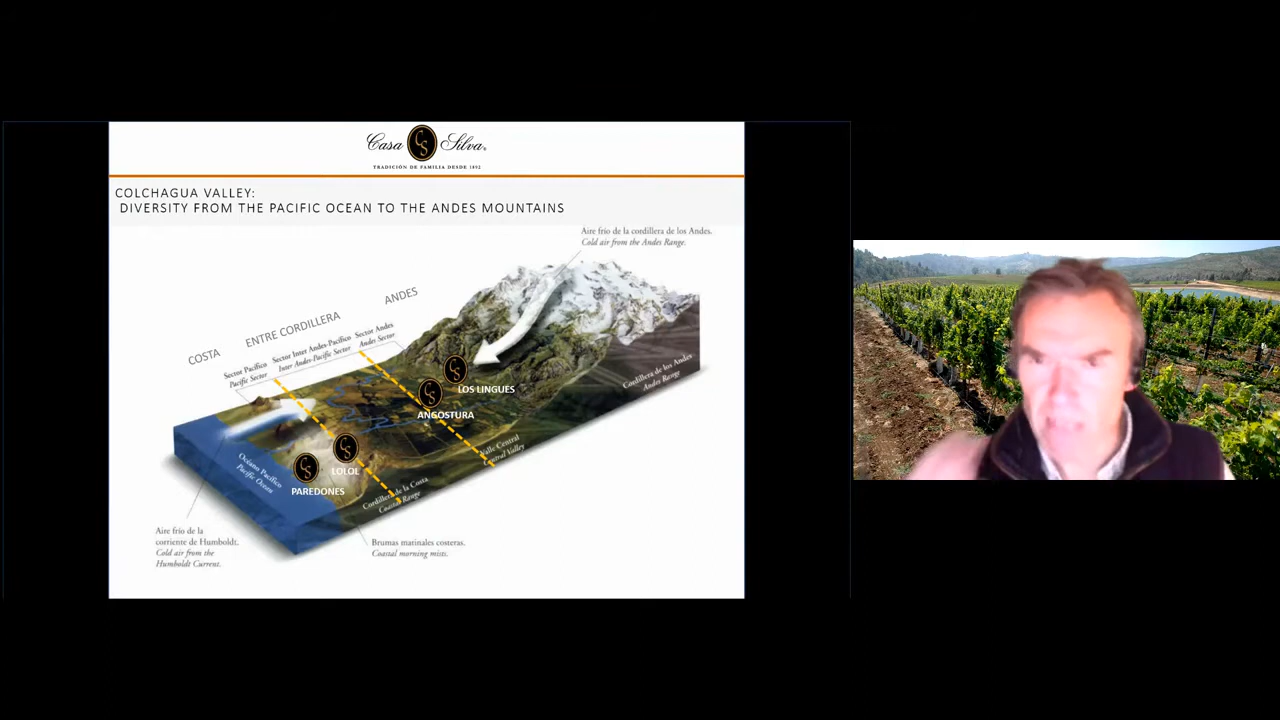 Casa CS Silva
TRADICIÓN DE FAMILIA DESDE 1892
COLCHAGUA VALLEY:
DIVERSITY FROM THE PACIFIC OCEAN TO THE ANDES MOUNTAINS
Aire frío de la cordillera de los Andes.
Cold air from the Andes Range.
ANDES
ENTRE CORDILLERA
COSTA
Sector Andes
Andes Sector
Sector Inter Andes-Pacífico
Inter Andes-Pacific Sector
Sector Pacífico
Pacific Sector
CS
LOS LINGUES
CS
ANGOSTURA
CS
LOLOL
CS
PAREDONES
Cordillera de los Andes
Andes Range
Valle Central
Central Valley
Océano Pacífico
Pacific Ocean
Cordillera de la Costa
Coastal Range
Aire frío de la
corriente de Humboldt.
Cold air from the
Humboldt Current.
Brumas matinales costeras.
Coastal morning mists.